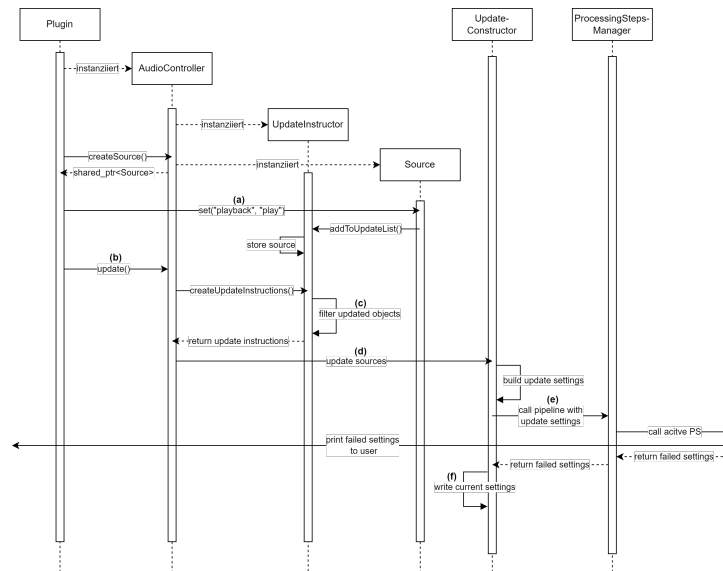 Plugin
Update-
Constructor
ProcessingSteps-
Manager
instanziiert
AudioController
instanziiert
UpdateInstructor
createSource()
instanziiert
Source
shared_ptr<Source>
(a)
set("playback", "play")
addToUpdateList()
store source
(b)
update()
createUpdateInstructions()
(c)
filter updated objects
return update instructions
(d)
update sources
build update settings
(e)
call pipeline with
update settings
call acitve PS
print failed settings
to user
return failed settings
return failed settings
(f)
write current settings